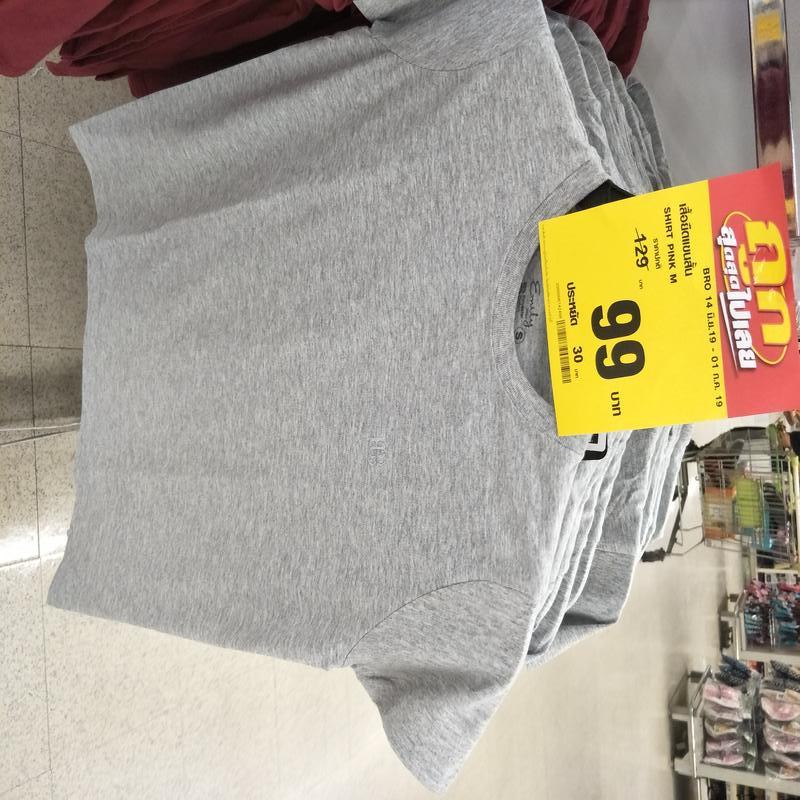 ถูก
สุดสุดไปเลย
BRO 14 มิ.ย.19 - 01 ก.ค. 19
เสื้อยืดแขนสั้น
SHIRT PINK M
ราคาปกติ
129 บาท
99 บาท
ประหยัด 30 บาท
Emily
S